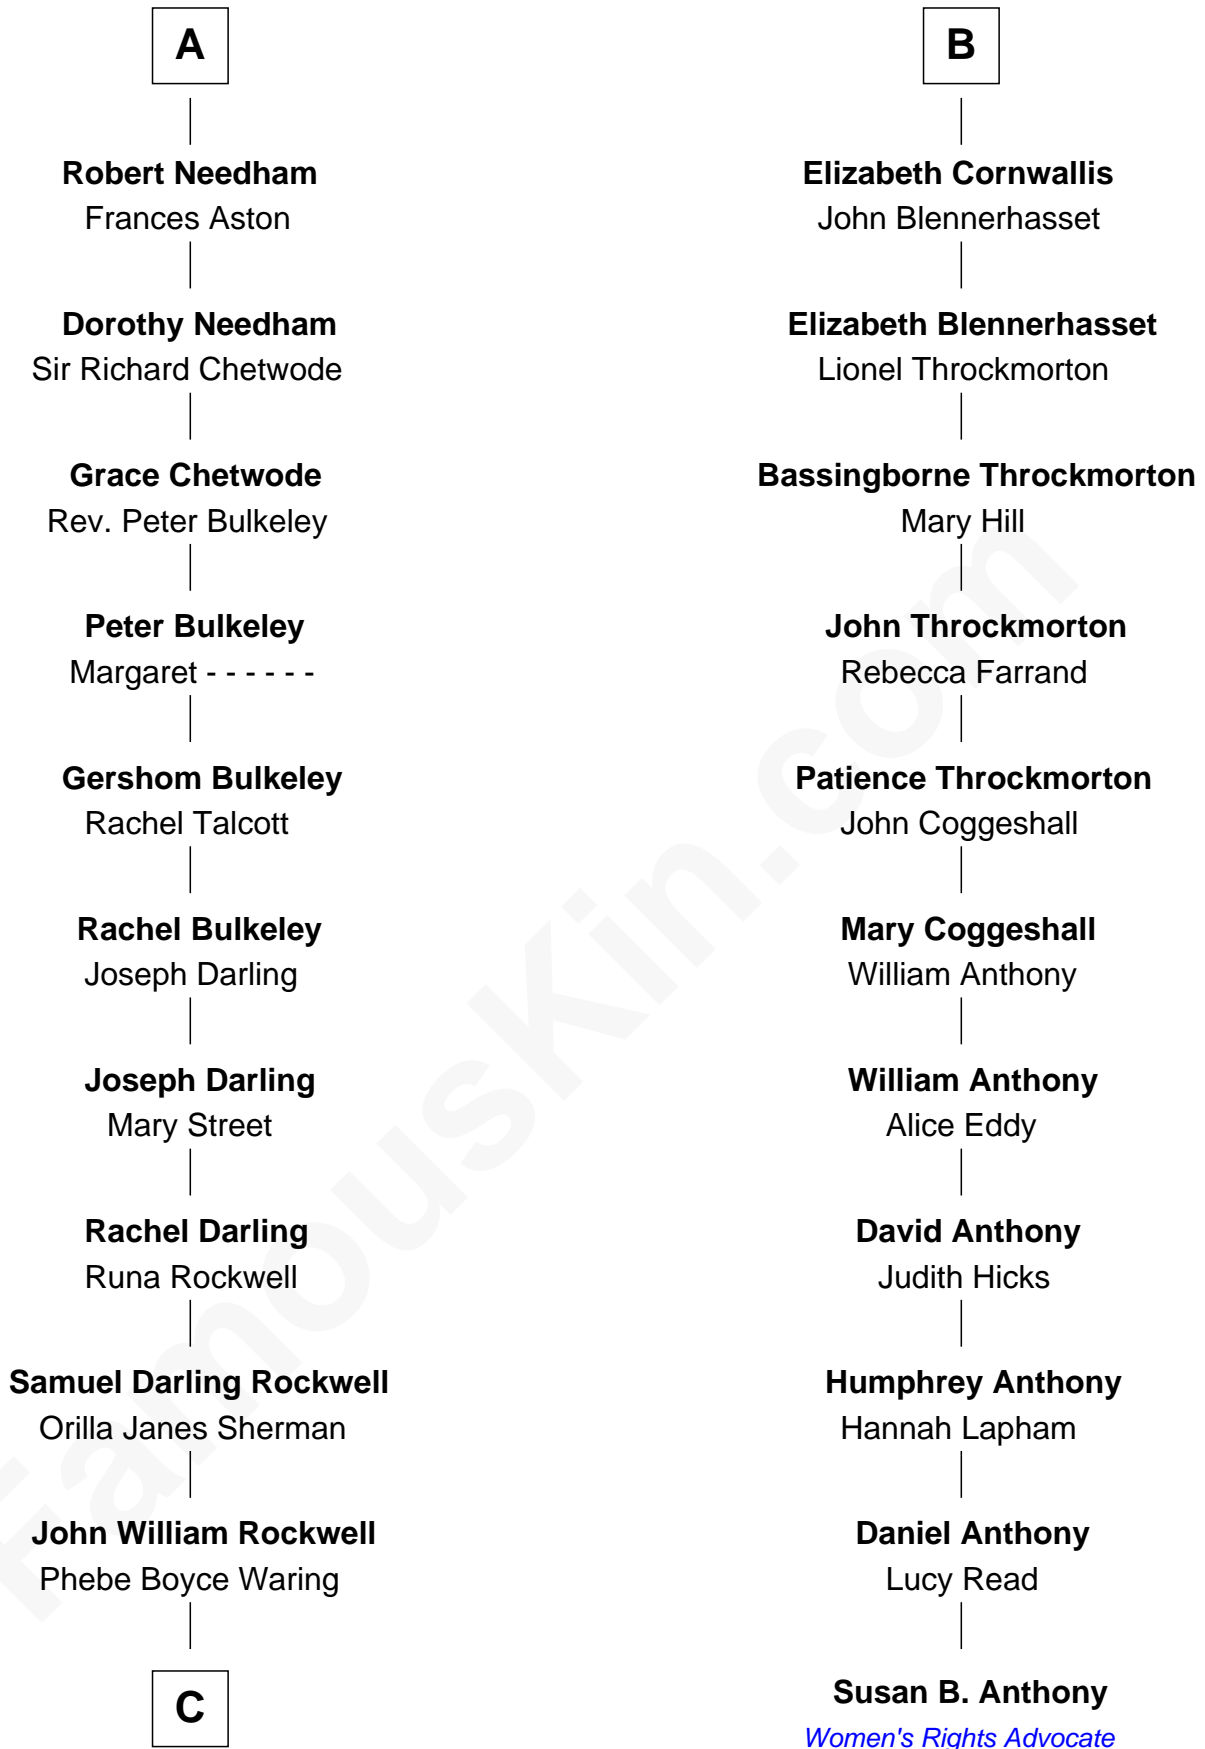 A
Robert Needham
Frances Aston
Dorothy Needham
Sir Richard Chetwode
Grace Chetwode
Rev. Peter Bulkeley
Peter Bulkeley
Margaret - - - - - -
Gershom Bulkeley
Rachel Talcott
Rachel Bulkeley
Joseph Darling
Joseph Darling
Mary Street
Rachel Darling
Runa Rockwell
Samuel Darling Rockwell
Orilla Janes Sherman
John William Rockwell
Phebe Boyce Waring
C
B
Elizabeth Cornwallis
John Blennerhasset
Elizabeth Blennerhasset
Lionel Throckmorton
Bassingborne Throckmorton
Mary Hill
John Throckmorton
Rebecca Farrand
Patience Throckmorton
John Coggeshall
Mary Coggeshall
William Anthony
William Anthony
Alice Eddy
David Anthony
Judith Hicks
Humphrey Anthony
Hannah Lapham
Daniel Anthony
Lucy Read
Susan B. Anthony
Women's Rights Advocate
FamousKin.com